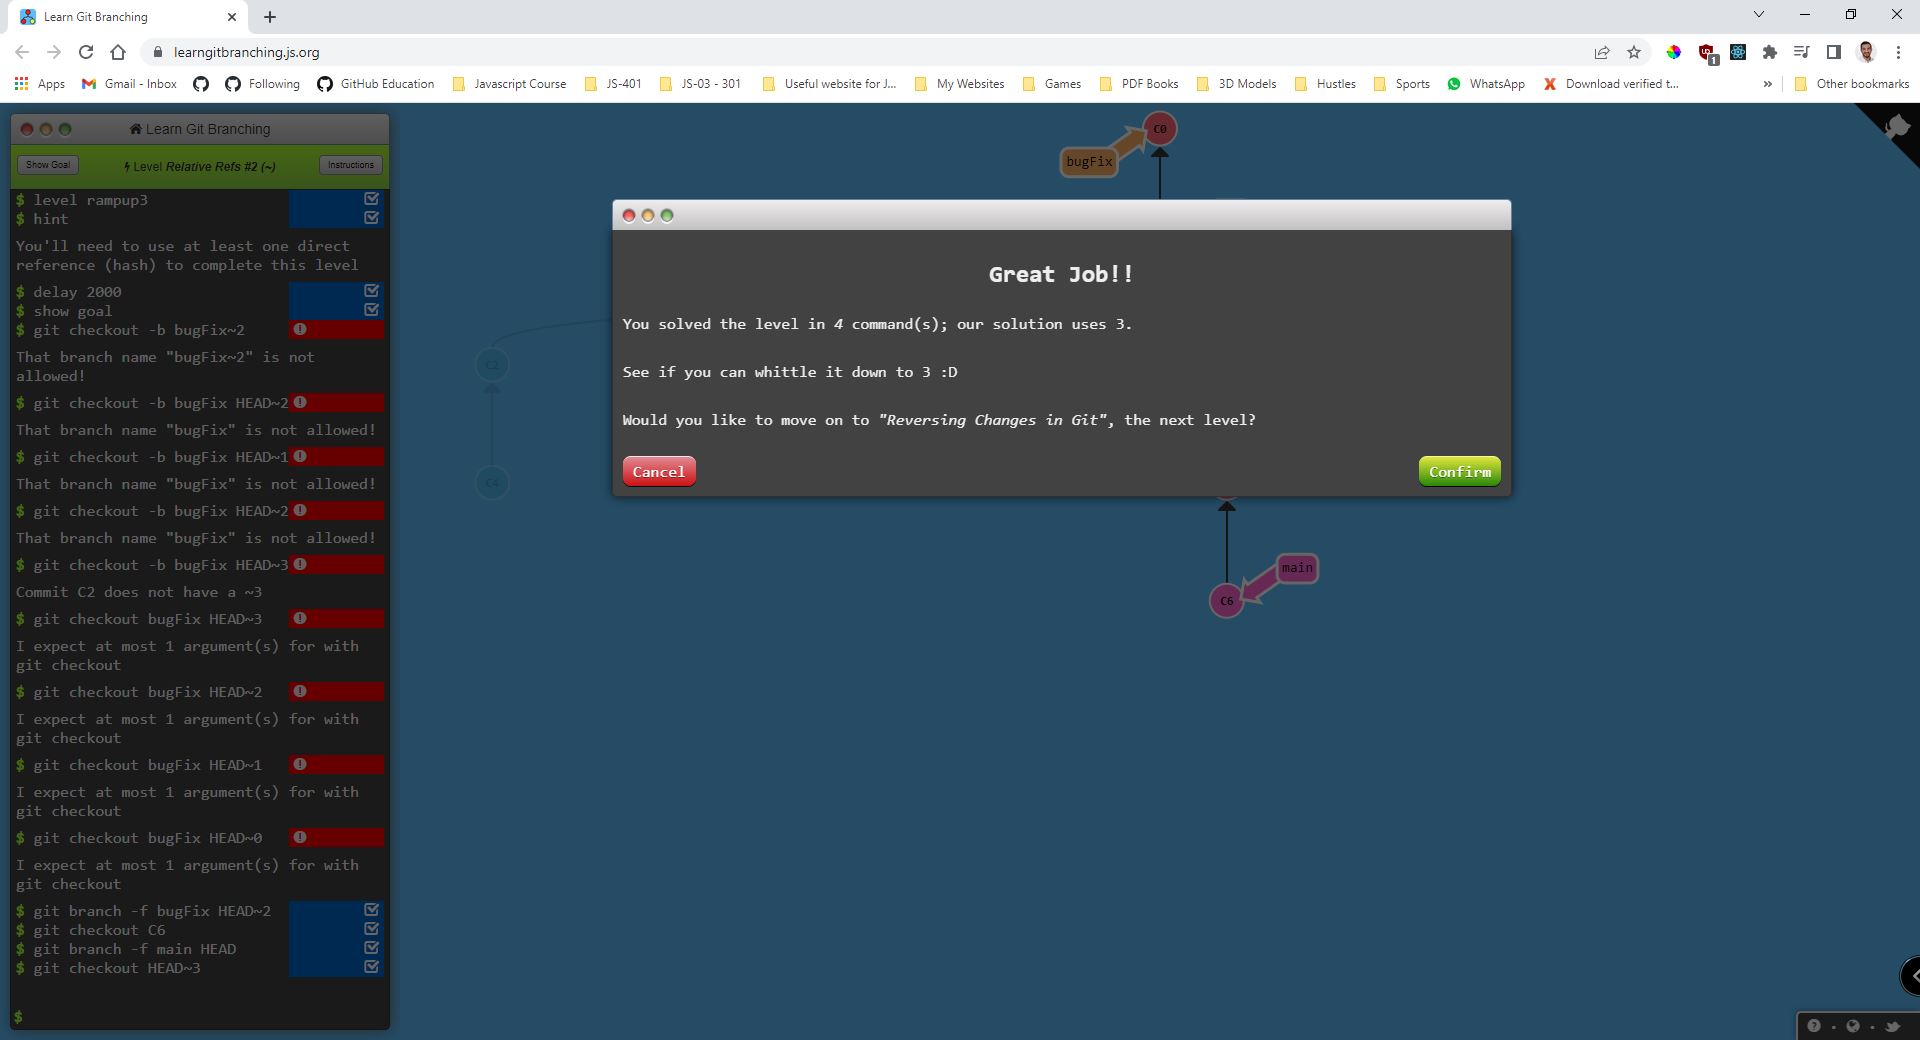 Learn Git Branching
learngitbranching.js.org
1
Apps
Gmail - Inbox
Following
GitHub Education
Javascript Course
JS-401
JS-03 - 301
Useful website for J...
My Websites
Games
PDF Books
3D Models
Hustles
Sports
WhatsApp
Download verified t...
»
Other bookmarks
Learn Git Branching
Show Goal
Level Relative Refs #2 (~)
Instructions
$ level rampup3
$ hint
You'll need to use at least one direct
reference (hash) to complete this level
$ delay 2000
$ show goal
$ git checkout -b bugFix~2
That branch name "bugFix~2" is not
allowed!
$ git checkout -b bugFix HEAD~2
That branch name "bugFix" is not allowed!
$ git checkout -b bugFix HEAD~1
That branch name "bugFix" is not allowed!
$ git checkout -b bugFix HEAD~2
That branch name "bugFix" is not allowed!
$ git checkout -b bugFix HEAD~3
Commit C2 does not have a ~3
$ git checkout bugFix HEAD~3
I expect at most 1 argument(s) for with
git checkout
$ git checkout bugFix HEAD~2
I expect at most 1 argument(s) for with
git checkout
$ git checkout bugFix HEAD~1
I expect at most 1 argument(s) for with
git checkout
$ git checkout bugFix HEAD~0
I expect at most 1 argument(s) for with
git checkout
$ git branch -f bugFix HEAD~2
$ git checkout C6
$ git branch -f main HEAD
$ git checkout HEAD~3
$
C0
bugFix
C2
C4
Great Job!!
You solved the level in 4 command(s); our solution uses 3.
See if you can whittle it down to 3 :D
Would you like to move on to "Reversing Changes in Git", the next level?
Cancel
Confirm
main
C6